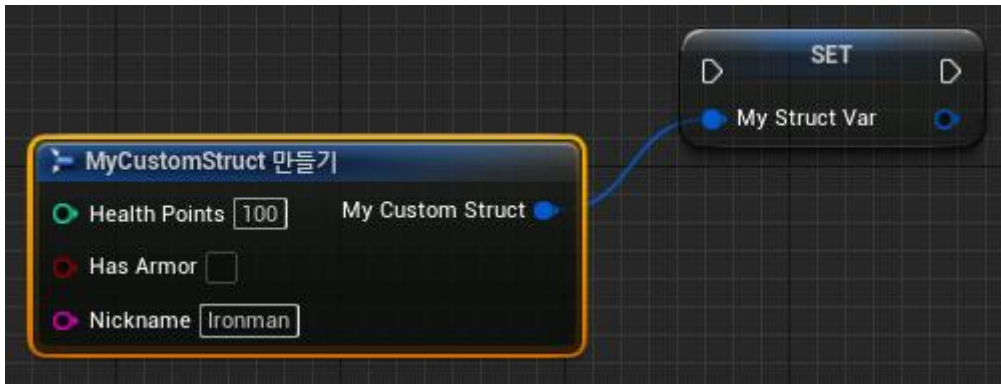 SET
My Struct Var
MyCustomStruct 만들기
Health Points 100
My Custom Struct
Has Armor
Nickname Ironman